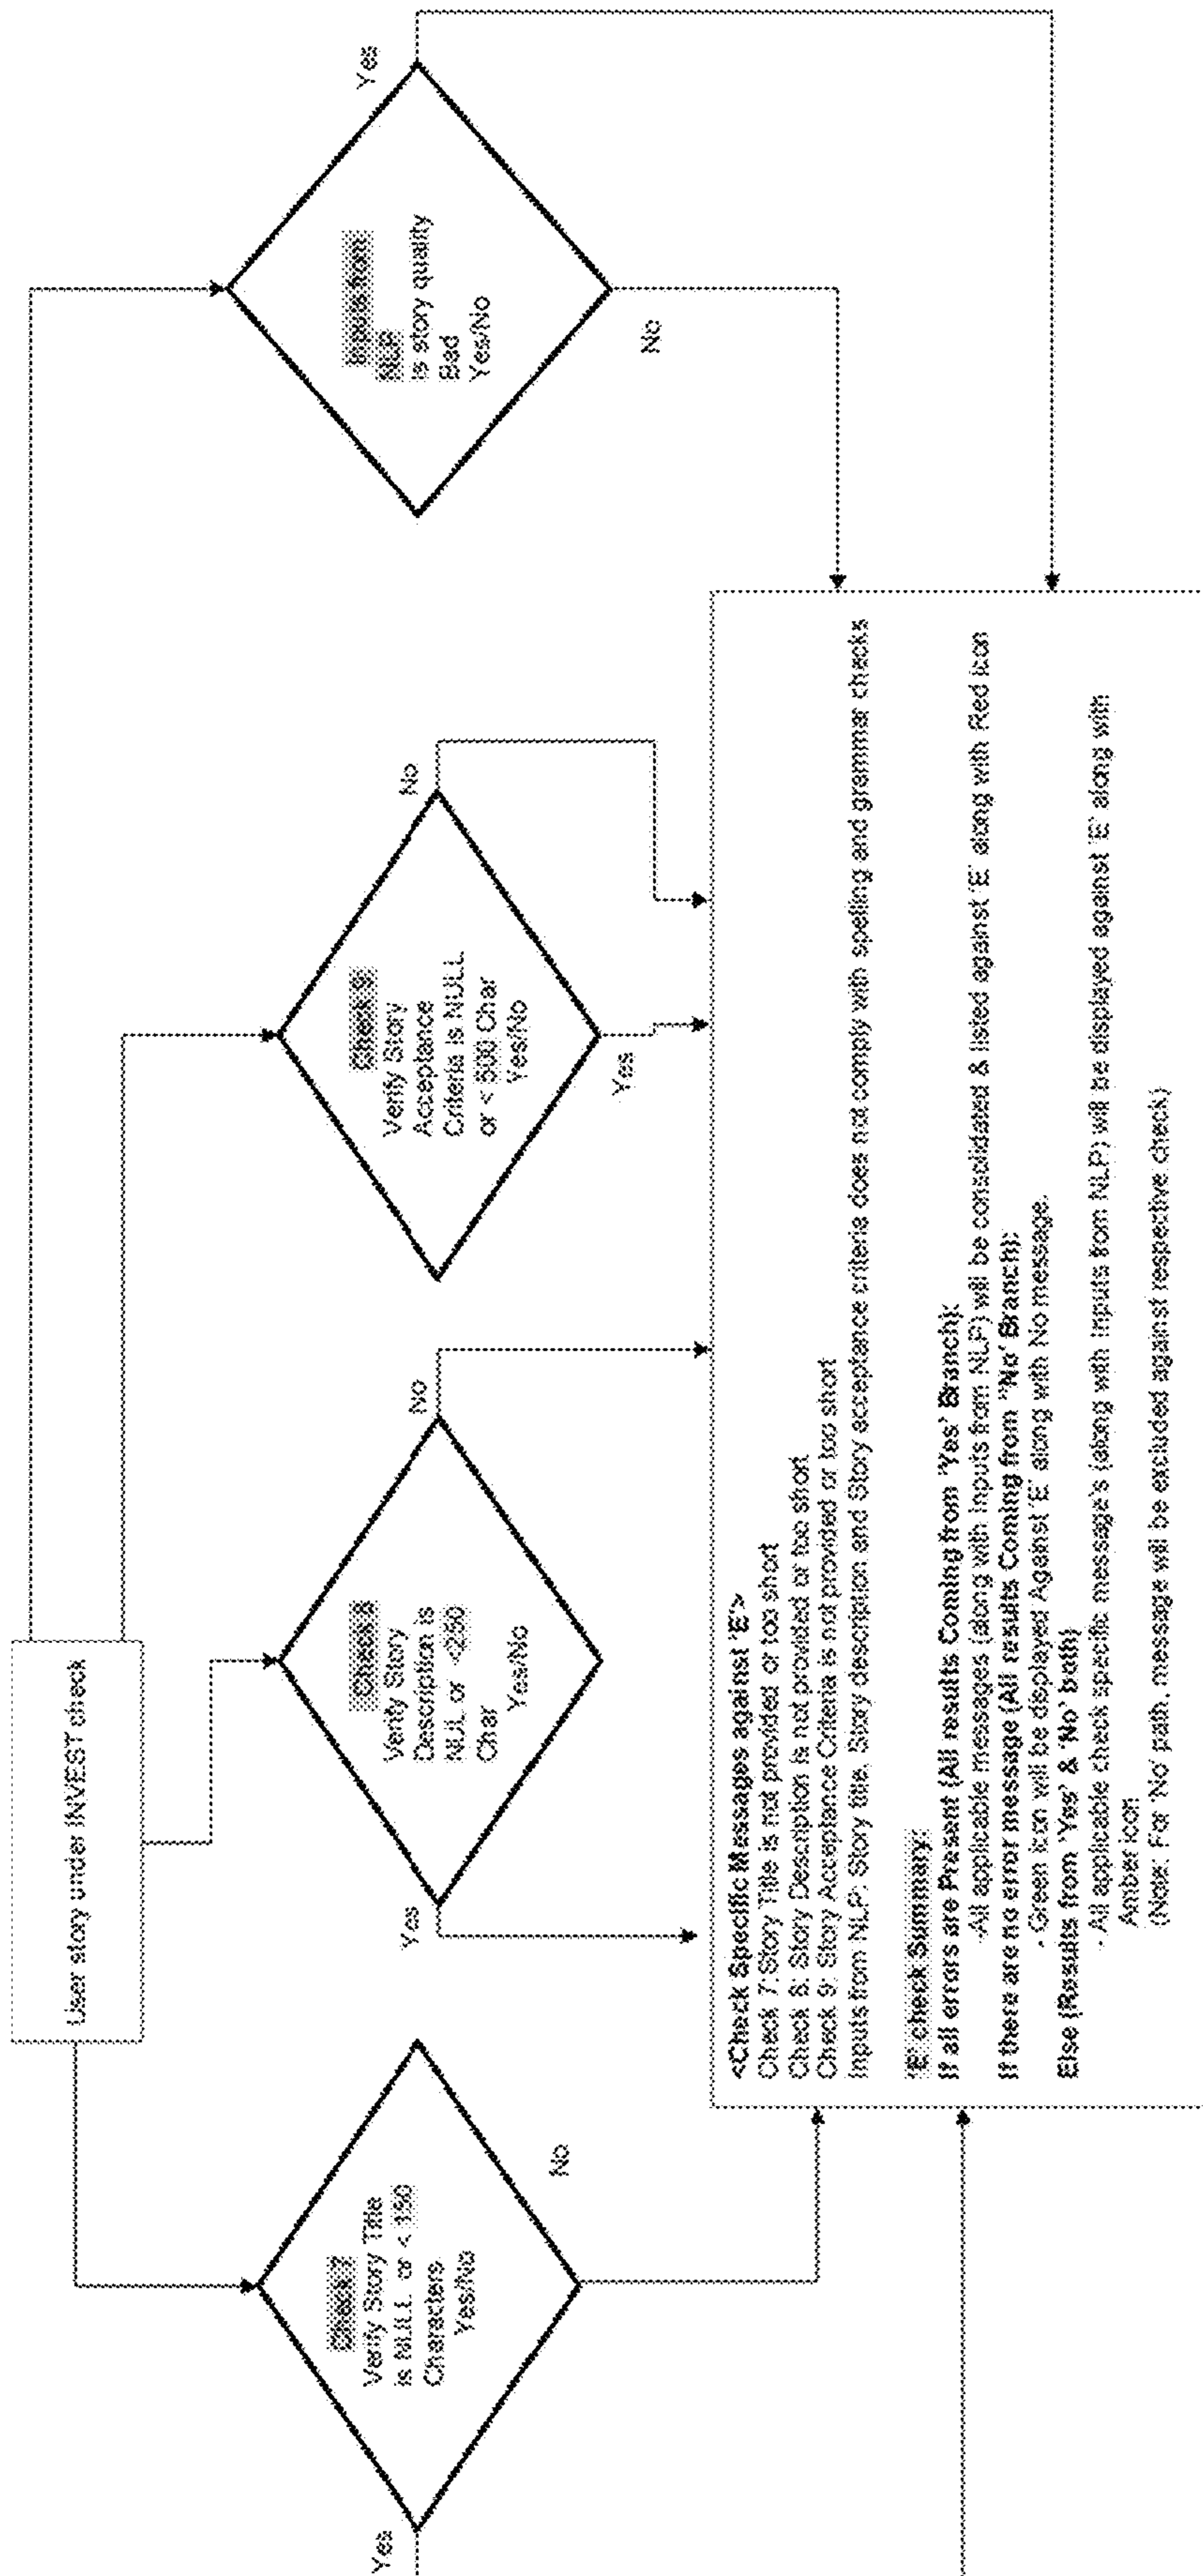 User story under INVEST check
Check 7
Verify Story Title
is NULL or < 150
Characters
Yes/No
Yes
No
Check 8
Verify Story
Description is
NUL or <250
Char
Yes/No
Yes
No
Check 9
Verify Story
Acceptance
Criteria is NULL
or < 500 Char
Yes/No
Yes
No
Inputs from
NLP
is story quality
Bad
Yes/No
Yes
No
<Check Specific Messages against 'E'>
Check 7: Story Title is not provided or too short
Check 8: Story Description is not provided or too short
Check 9: Story Acceptance Criteria is not provided or too short
Inputs from NLP: Story title, Story description and Story acceptance criteria does not comply with spelling and grammar checks
'E' check Summary:
If all errors are Present (All results Coming from 'Yes' Branch):
-All applicable messages (along with Inputs from NLP) will be consolidated & listed against 'E' along with Red icon
If there are no error message (All results Coming from "No' Branch):
- Green icon will be displayed Against 'E' along with No message.
Else (Results from 'Yes' & 'No' both)
- All applicable check specific message's (along with Inputs from NLP) will be displayed against 'E' along with
Amber icon
(Note: For 'No' path, message will be excluded against respective check)